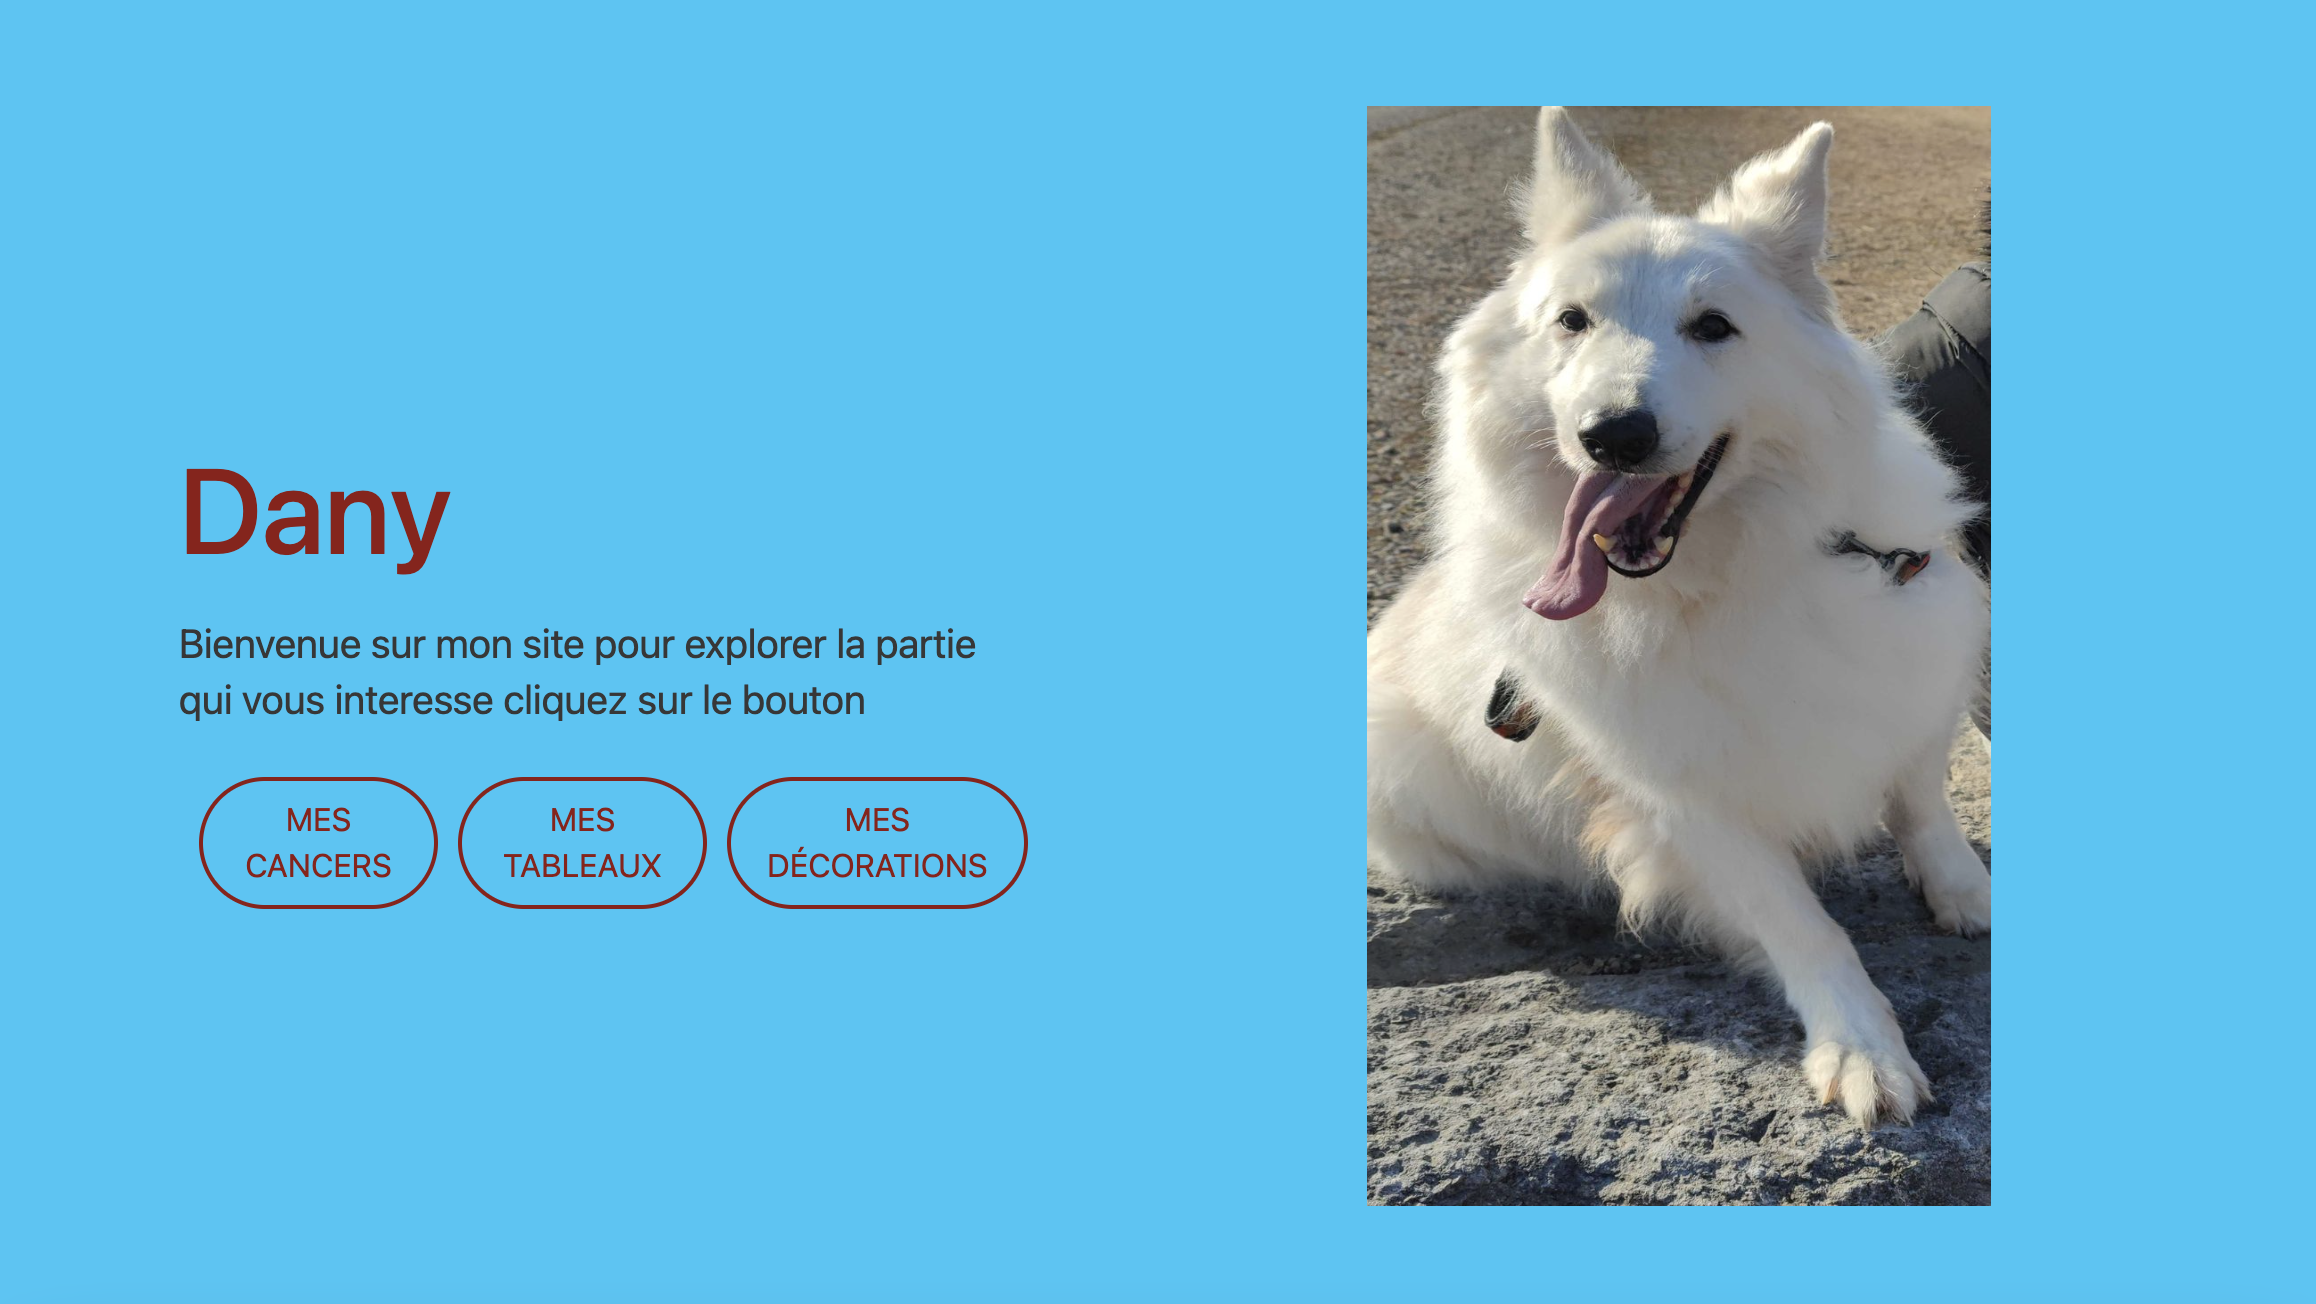 Dany
Bienvenue sur mon site pour explorer la partie
qui vous interesse cliquez sur le bouton
MES
CANCERS
MES
TABLEAUX
MES
DÉCORATIONS